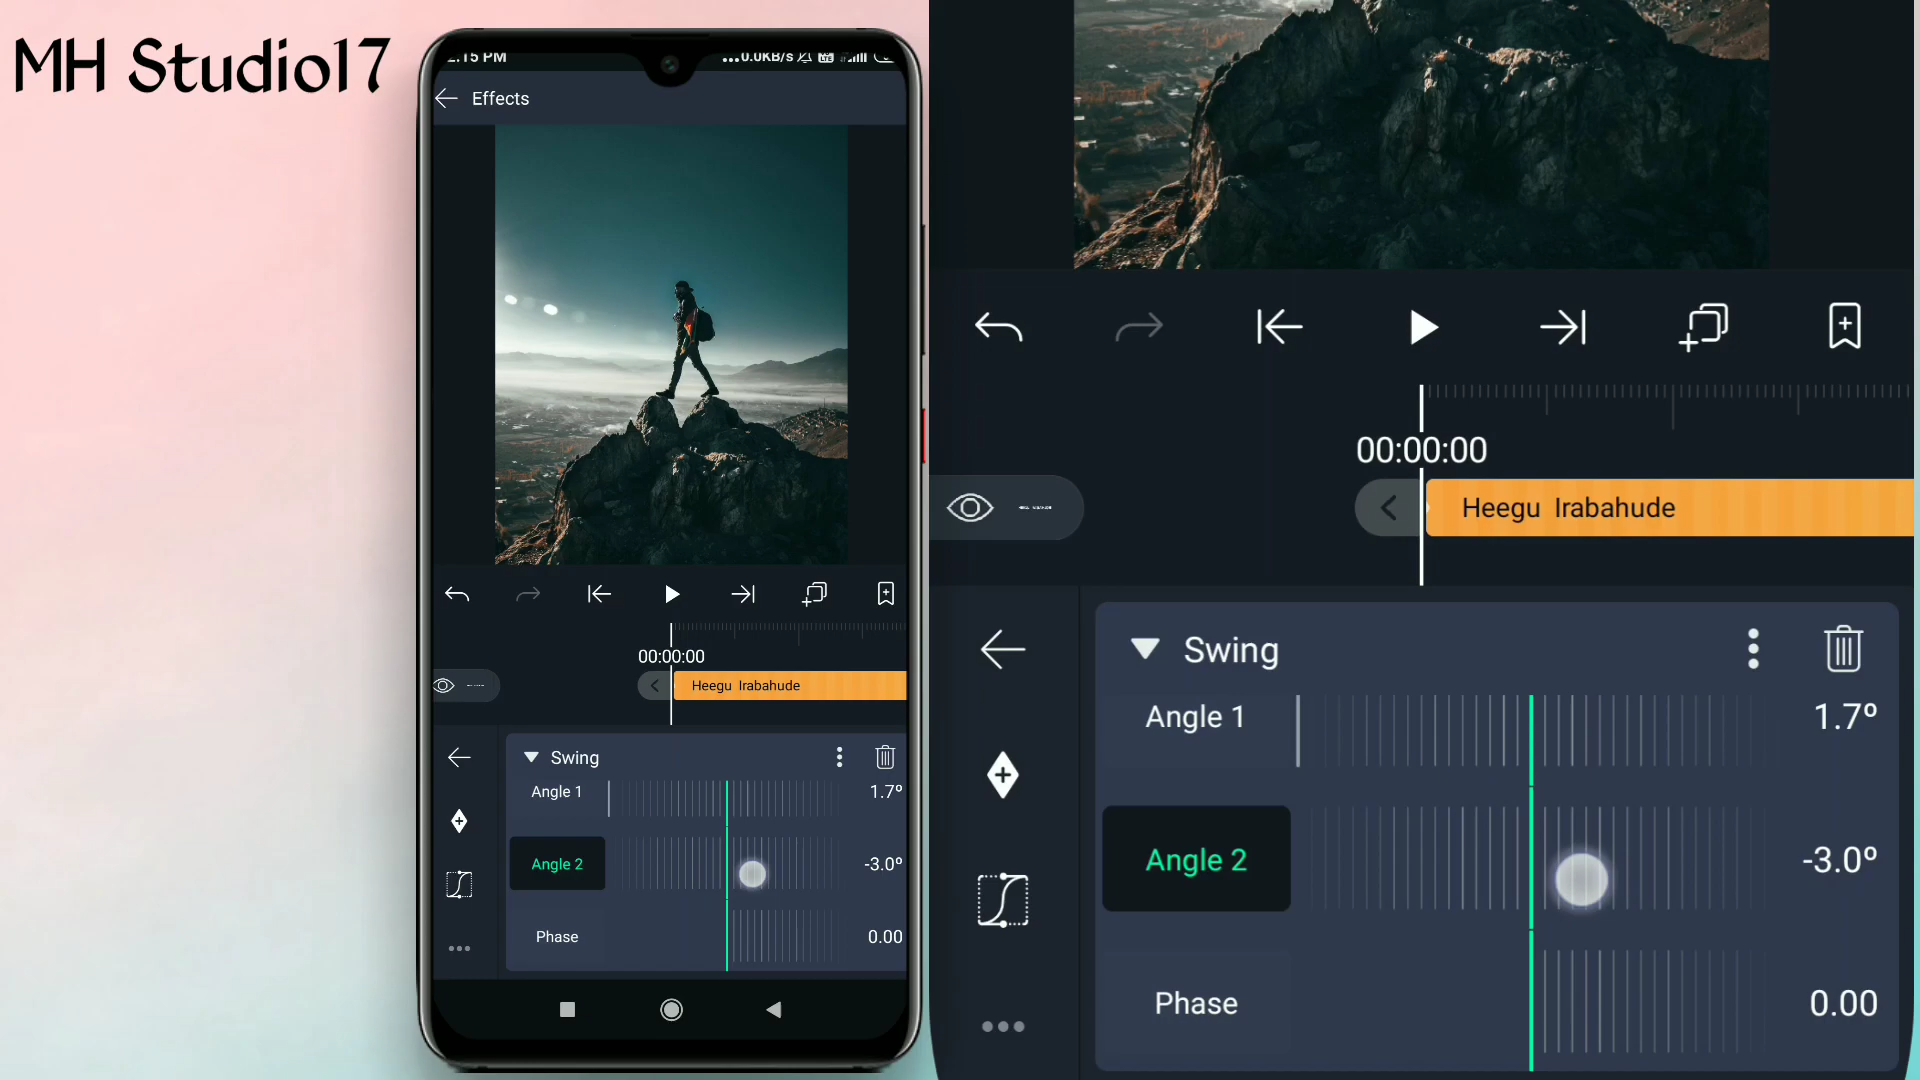 MH Studio17
2:15 PM
...0.0KB/s
Effects
00:00:00
Heegu Irabahude
Swing
Angle 1
1.7º
Angle 2
-3.0º
Phase
0.00
00:00:00
Heegu Irabahude
Swing
Angle 1
1.7º
Angle 2
-3.0º
Phase
0.00